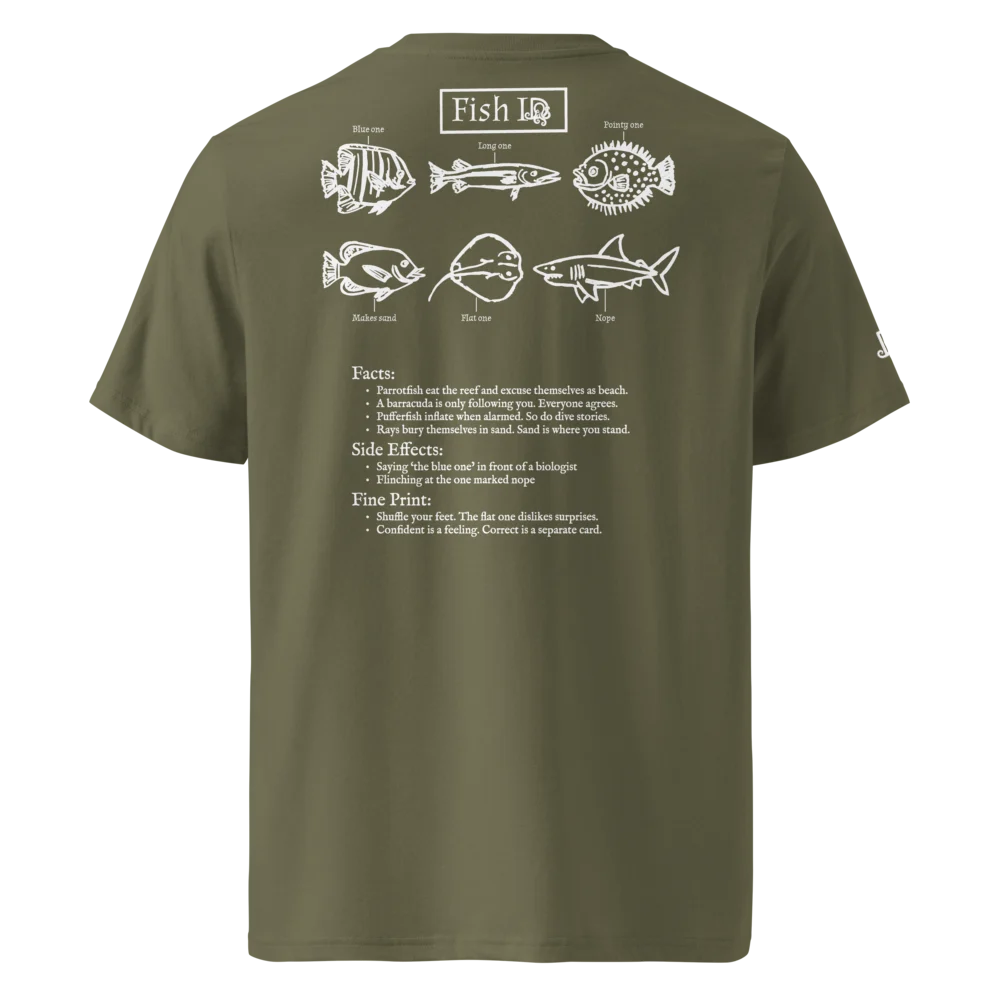 Fish ID
Blue one
Long one
Pointy one
Makes sand
Flat one
Nope
Facts:
• Parrotfish eat the reef and excuse themselves as beach.
• A barracuda is only following you. Everyone agrees.
• Pufferfish inflate when alarmed. So do dive stories.
• Rays bury themselves in sand. Sand is where you stand.
Side Effects:
• Saying ‘the blue one’ in front of a biologist
• Flinching at the one marked nope
Fine Print:
• Shuffle your feet. The flat one dislikes surprises.
• Confident is a feeling. Correct is a separate card.